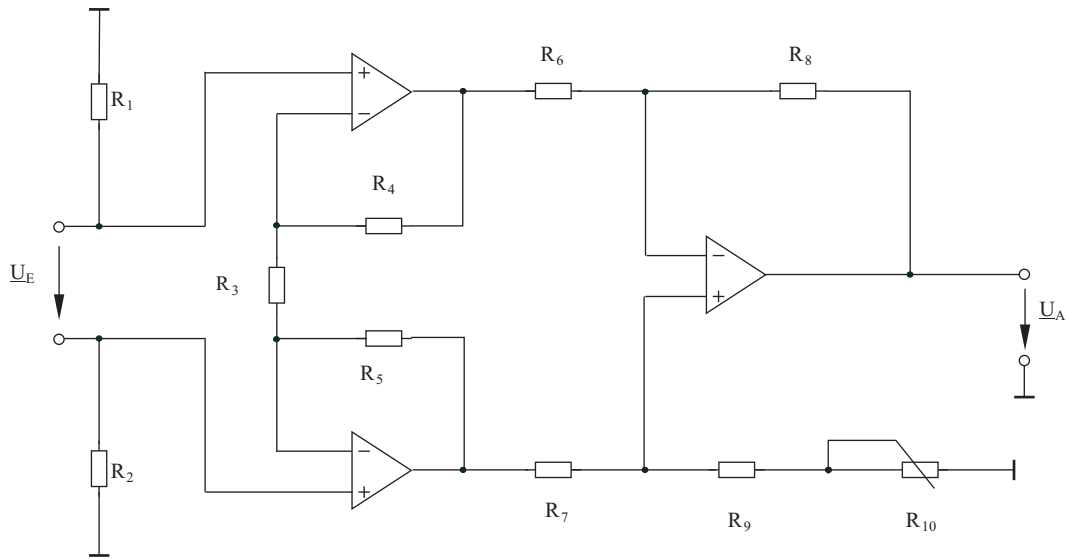 R6
R8
+
R1
−
R4
U_E
R3
−
+
U_A
R5
−
R2
+
R7
R9
R10